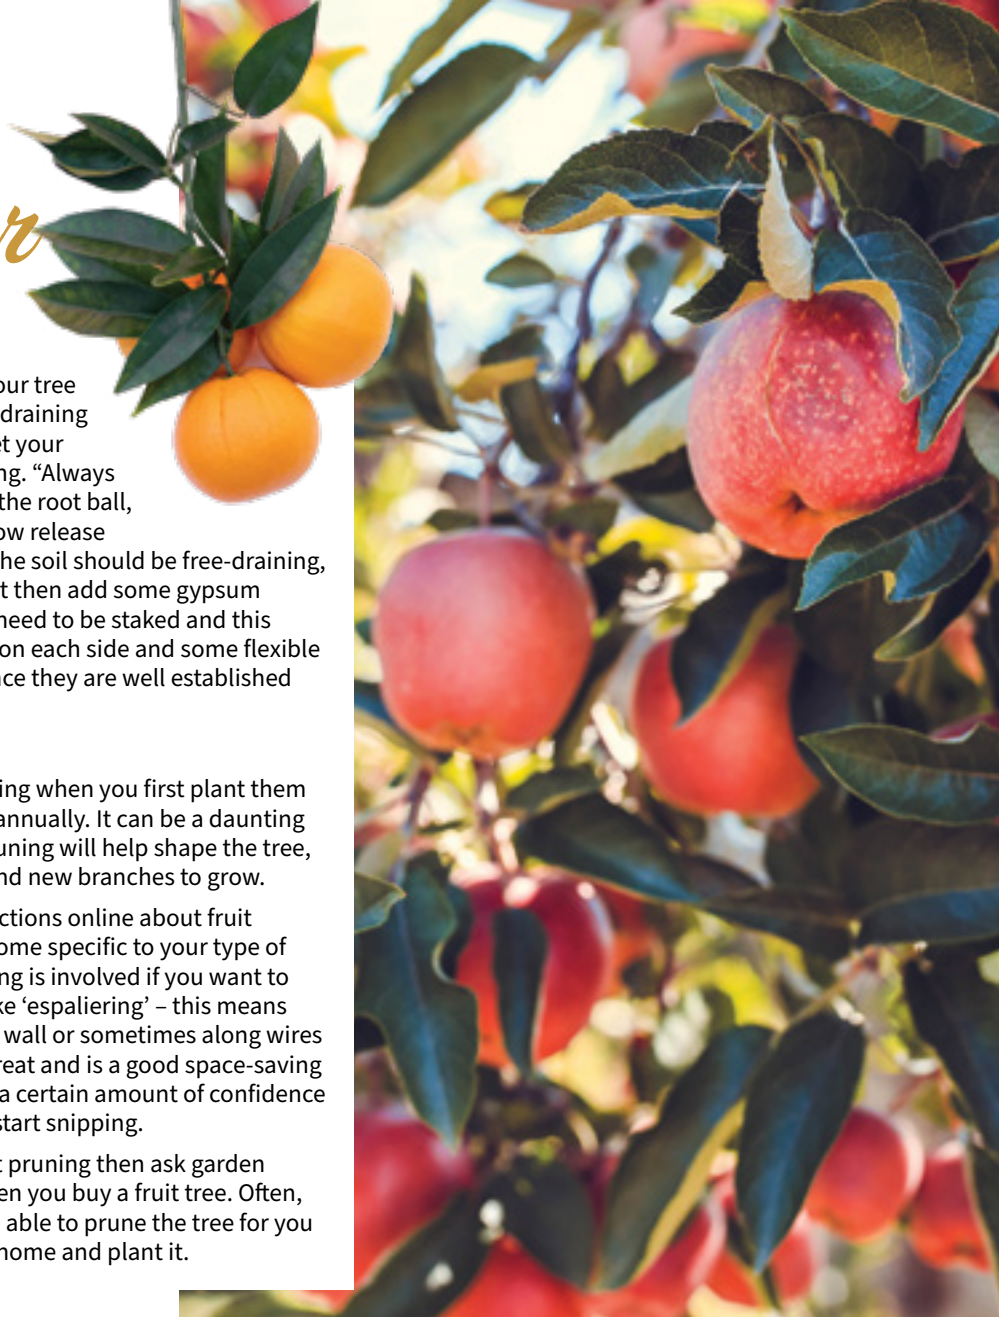 r
our tree
draining
et your
ng. “Always
the root ball,
ow release
he soil should be free-draining,
t then add some gypsum
need to be staked and this
on each side and some flexible
ce they are well established
ing when you first plant them
annually. It can be a daunting
uning will help shape the tree,
nd new branches to grow.
ctions online about fruit
ome specific to your type of
ng is involved if you want to
ke ‘espaliering’ – this means
wall or sometimes along wires
reat and is a good space-saving
a certain amount of confidence
start snipping.
t pruning then ask garden
en you buy a fruit tree. Often,
able to prune the tree for you
home and plant it.